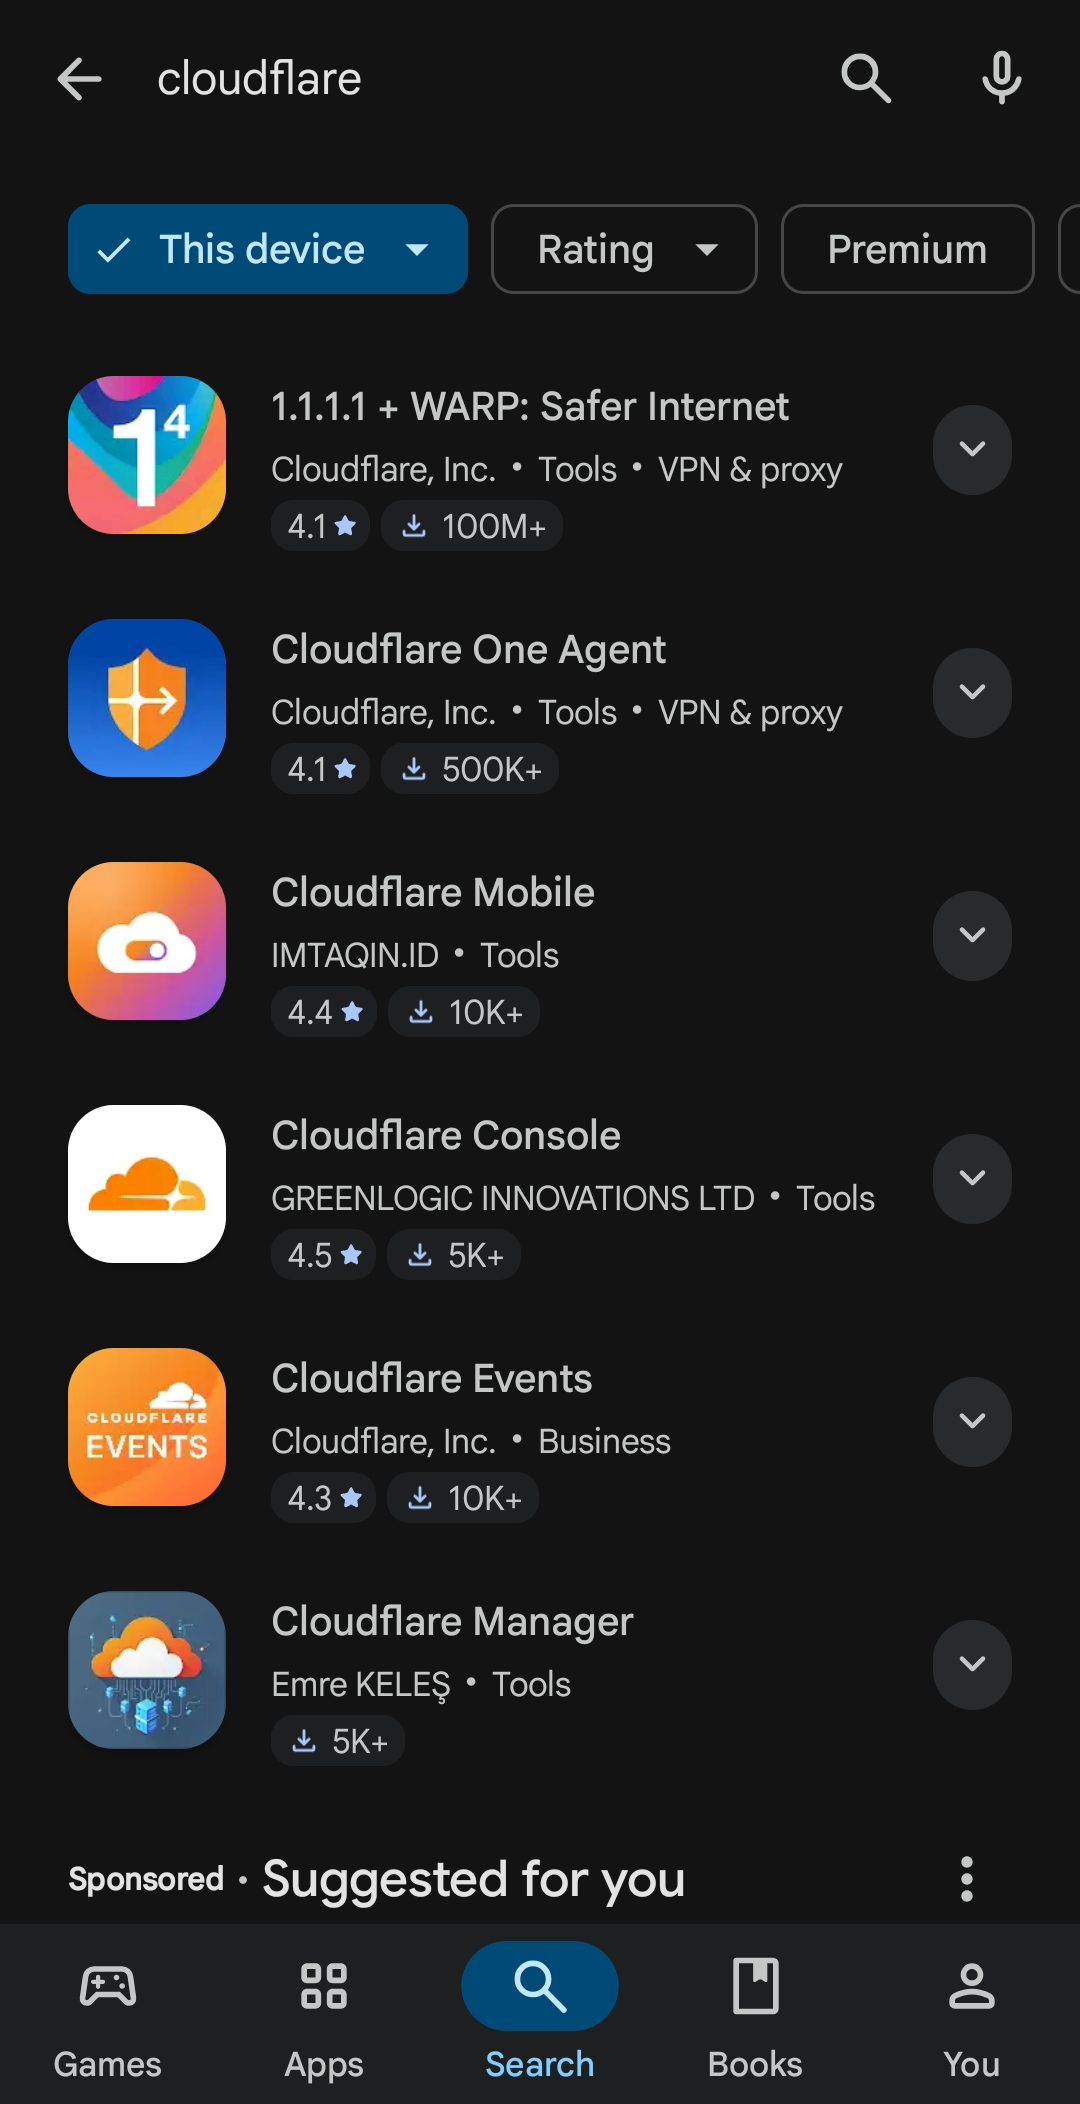 cloudflare
This device
Rating
Premium
1⁴
1.1.1.1 + WARP: Safer Internet
Cloudflare, Inc. • Tools • VPN & proxy
4.1 ★ 100M+
Cloudflare One Agent
Cloudflare, Inc. • Tools • VPN & proxy
4.1 ★ 500K+
Cloudflare Mobile
IMTAQIN.ID • Tools
4.4 ★ 10K+
Cloudflare Console
GREENLOGIC INNOVATIONS LTD • Tools
4.5 ★ 5K+
CLOUDFLARE
EVENTS
Cloudflare Events
Cloudflare, Inc. • Business
4.3 ★ 10K+
Cloudflare Manager
Emre KELEŞ • Tools
5K+
Sponsored · Suggested for you
Games
Apps
Search
Books
You